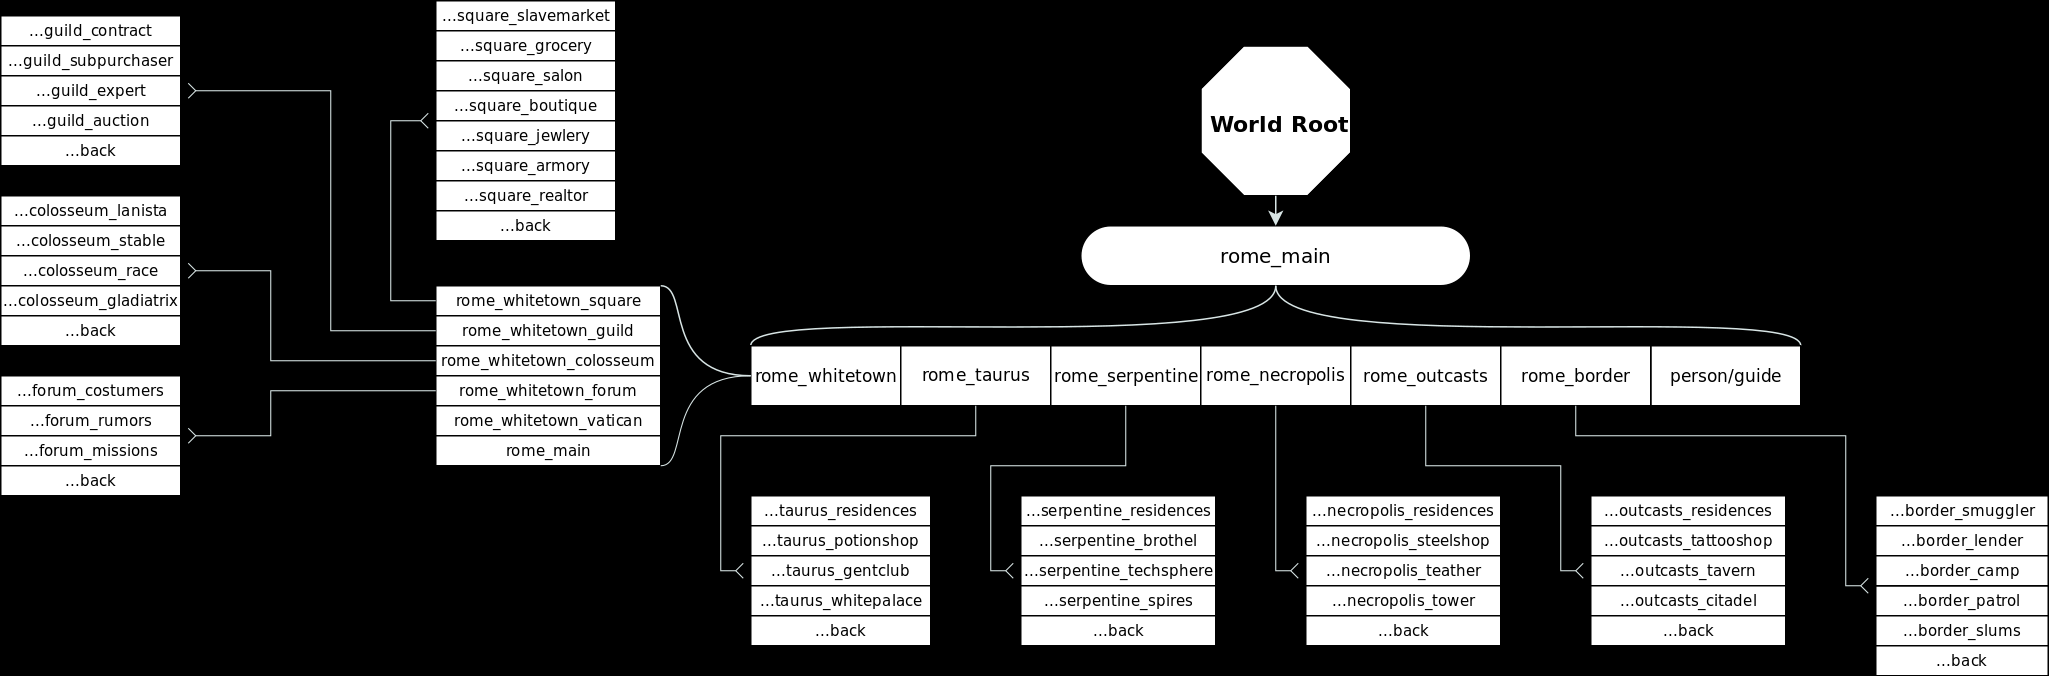 ...guild_contract
...guild_subpurchaser
...guild_expert
...guild_auction
...back
...colosseum_lanista
...colosseum_stable
...colosseum_race
...colosseum_gladiatrix
...back
...forum_costumers
...forum_rumors
...forum_missions
...back
...square_slavemarket
...square_grocery
...square_salon
...square_boutique
...square_jewlery
...square_armory
...square_realtor
...back
rome_whitetown_square
rome_whitetown_guild
rome_whitetown_colosseum
rome_whitetown_forum
rome_whitetown_vatican
rome_main
World Root
rome_main
rome_whitetown
rome_taurus
rome_serpentine
rome_necropolis
rome_outcasts
rome_border
person/guide
...taurus_residences
...taurus_potionshop
...taurus_gentclub
...taurus_whitepalace
...back
...serpentine_residences
...serpentine_brothel
...serpentine_techsphere
...serpentine_spires
...back
...necropolis_residences
...necropolis_steelshop
...necropolis_teather
...necropolis_tower
...back
...outcasts_residences
...outcasts_tattooshop
...outcasts_tavern
...outcasts_citadel
...back
...border_smuggler
...border_lender
...border_camp
...border_patrol
...border_slums
...back